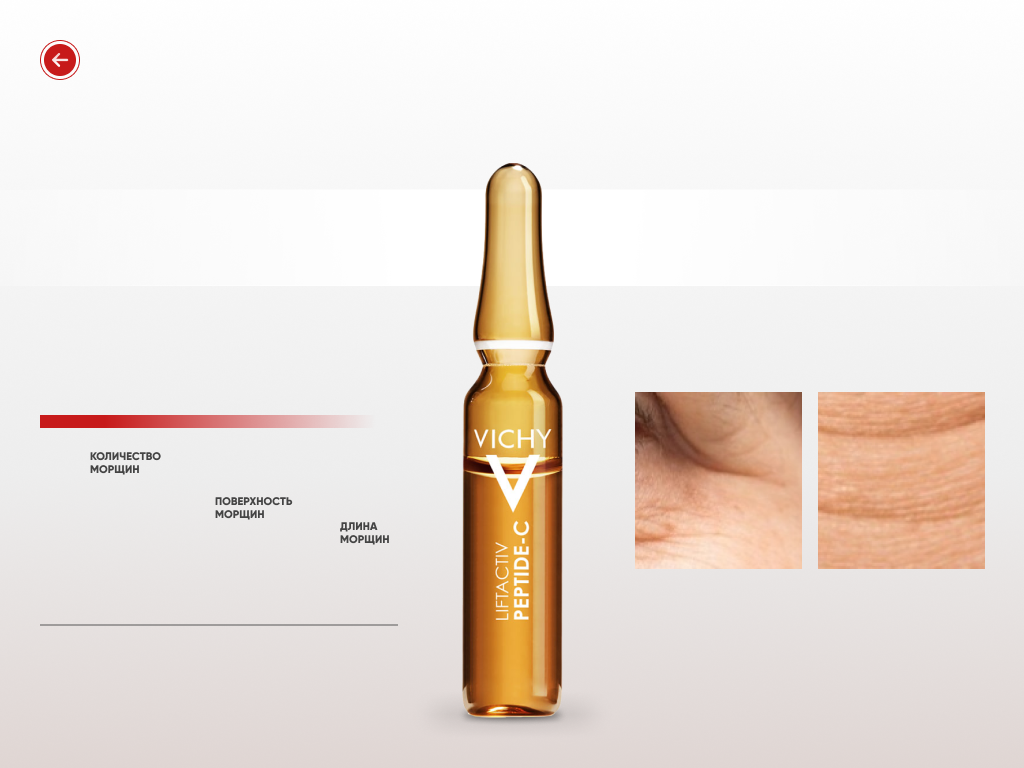 КОЛИЧЕСТВО
МОРЩИН
ПОВЕРХНОСТЬ
МОРЩИН
ДЛИНА
МОРЩИН
VICHY
V
LIFTACTIV
PEPTIDE-C